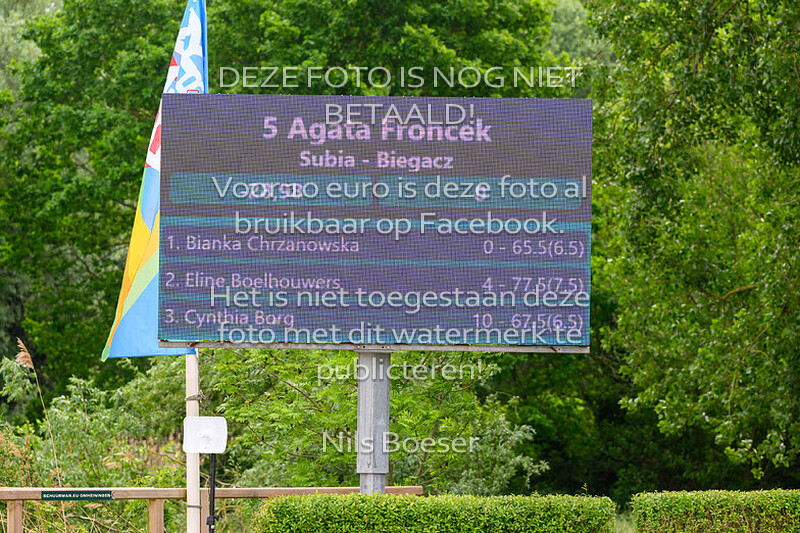 DEZE FOTO IS NOG NIET
BETAALD!
5 Agata Froncek
Subia - Biegacz
Voor 10 euro is deze foto al
bruikbaar op Facebook.
1. Bianka Chrzanowska 0 - 65.5(6.5)
2. Eline Boelhouwers 4 - 77.5(7.5)
Het is niet toegestaan deze
3. Cynthia Borg 10 - 67.5(6.5)
foto met dit watermerk te
publiceren!
Nils Boeser